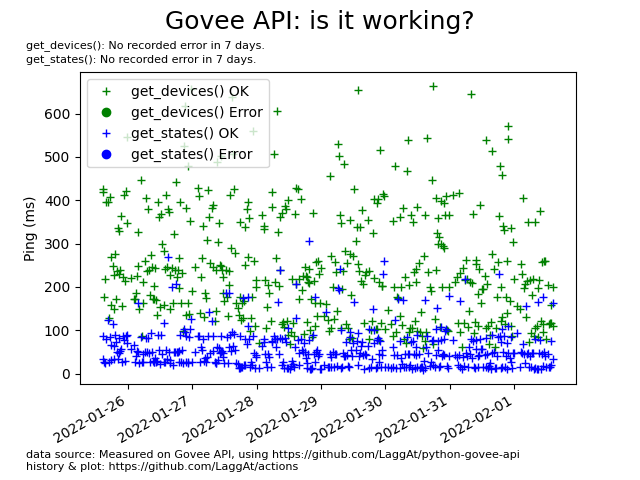 Govee API: is it working?
get_devices(): No recorded error in 7 days.
get_states(): No recorded error in 7 days.
get_devices() OK
get_devices() Error
get_states() OK
get_states() Error
Ping (ms)
600
500
400
300
200
100
0
2022-01-26
2022-01-27
2022-01-28
2022-01-29
2022-01-30
2022-01-31
2022-02-01
data source: Measured on Govee API, using https://github.com/LaggAt/python-govee-api
history & plot: https://github.com/LaggAt/actions